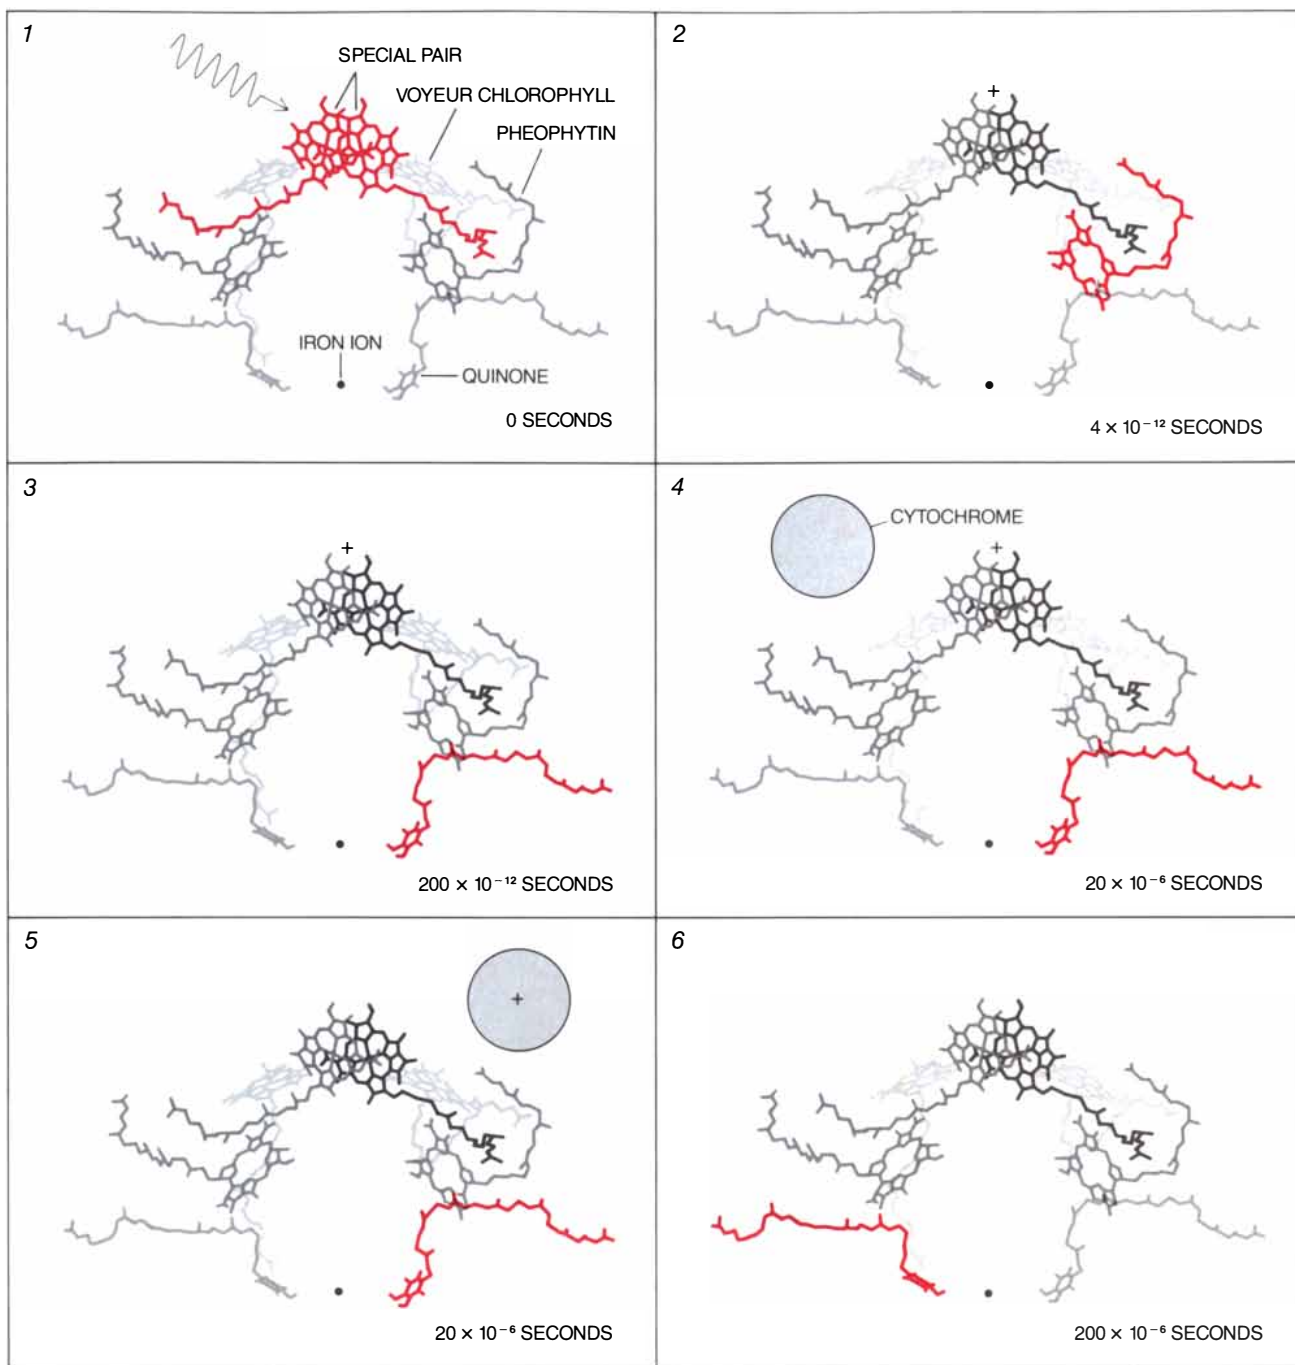 1
SPECIAL PAIR
VOYEUR CHLOROPHYLL
PHEOPHYTIN
IRON ION
QUINONE
0 SECONDS
2
+
4 × 10⁻¹² SECONDS
3
+
200 × 10⁻¹² SECONDS
4
CYTOCHROME
+
20 × 10⁻⁶ SECONDS
5
+
20 × 10⁻⁶ SECONDS
6
200 × 10⁻⁶ SECONDS